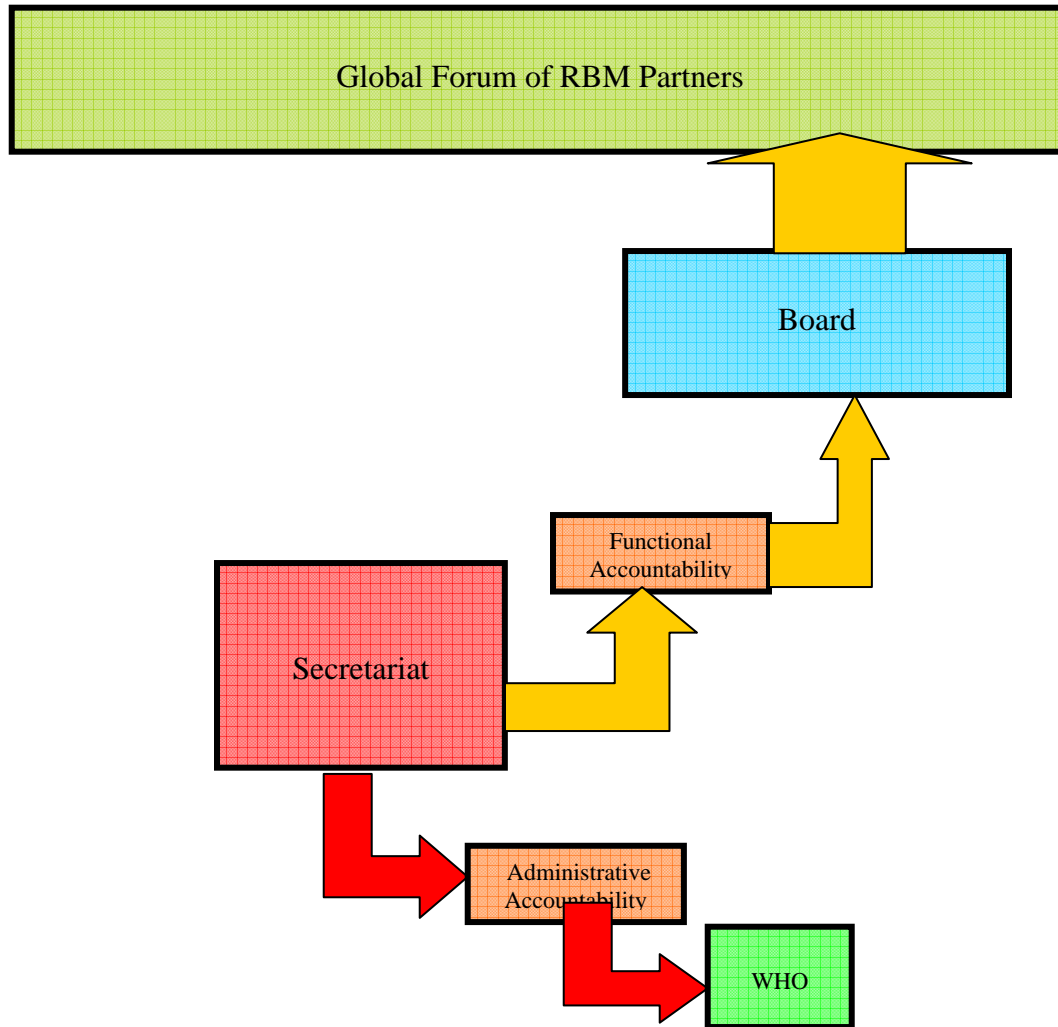 Global Forum of RBM Partners
Board
Functional
Accountability
Secretariat
Administrative
Accountability
WHO